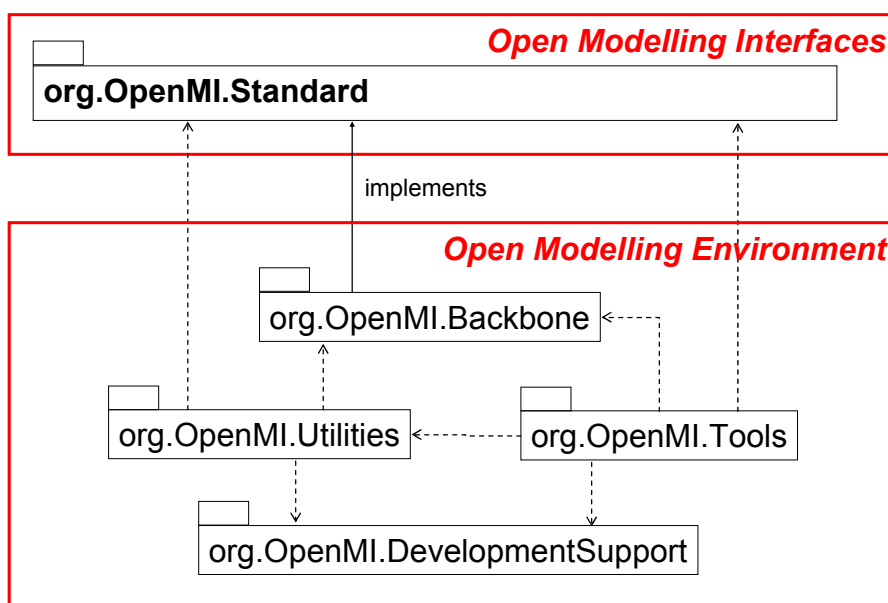 Open Modelling Interfaces
org.OpenMI.Standard
implements
Open Modelling Environment
org.OpenMI.Backbone
org.OpenMI.Utilities
org.OpenMI.Tools
org.OpenMI.DevelopmentSupport